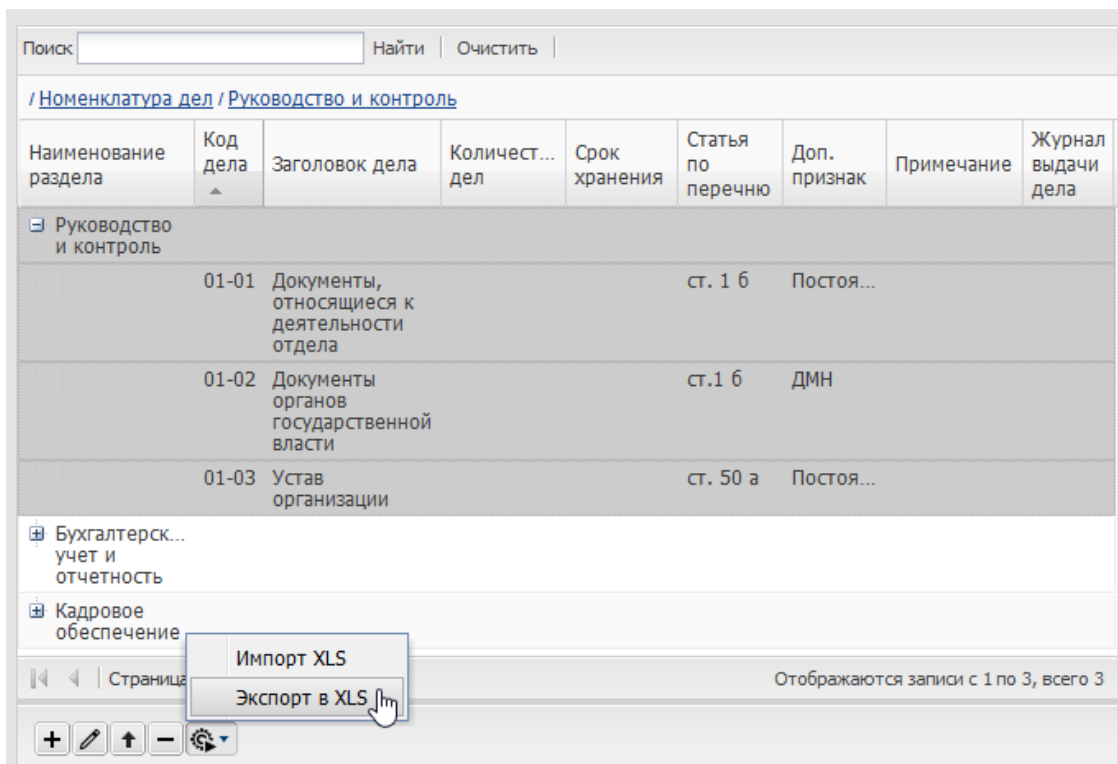 Поиск Найти Очистить
/ Номенклатура дел / Руководство и контроль
Наименование раздела Код дела Заголовок дела Количест... дел Срок хранения Статья по перечню Доп. признак Примечание Журнал выдачи дела
Руководство
и контроль
01-01 Документы, ст. 1 б Постоя...
относящиеся к
деятельности
отдела
01-02 Документы ст.1 б ДМН
органов
государственной
власти
01-03 Устав ст. 50 а Постоя...
организации
Бухгалтерск...
учет и
отчетность
Кадровое
обеспечение
Импорт XLS
Страница Отображаются записи с 1 по 3, всего 3
Экспорт в XLS